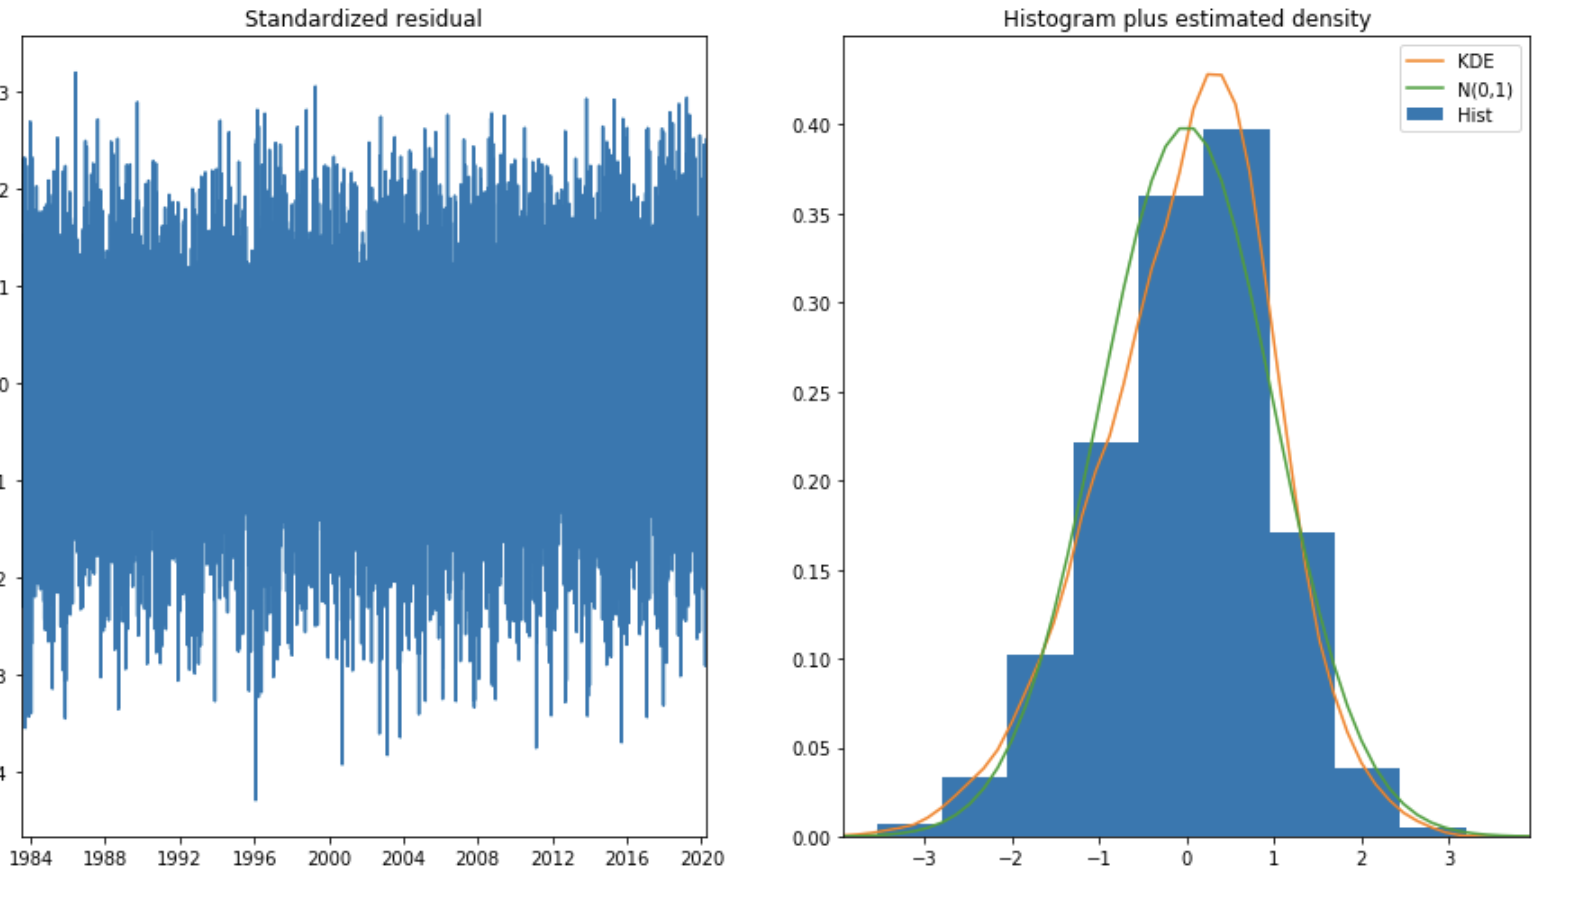 Standardized residual
3
2
1
0
1
2
3
4
1984 1988 1992 1996 2000 2004 2008 2012 2016 2020
Histogram plus estimated density
KDE
N(0,1)
Hist
0.40
0.35
0.30
0.25
0.20
0.15
0.10
0.05
0.00
−3 −2 −1 0 1 2 3